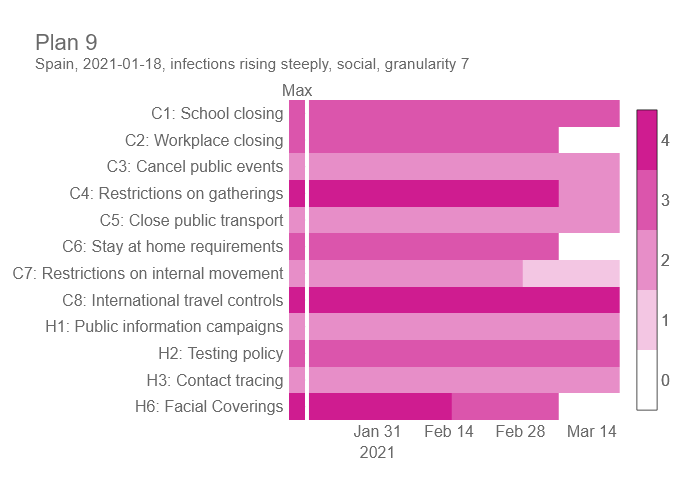 Plan 9
Spain, 2021-01-18, infections rising steeply, social, granularity 7
Max
C1: School closing
C2: Workplace closing
C3: Cancel public events
C4: Restrictions on gatherings
C5: Close public transport
C6: Stay at home requirements
C7: Restrictions on internal movement
C8: International travel controls
H1: Public information campaigns
H2: Testing policy
H3: Contact tracing
H6: Facial Coverings
Jan 31 Feb 14 Feb 28 Mar 14
2021
4
3
2
1
0